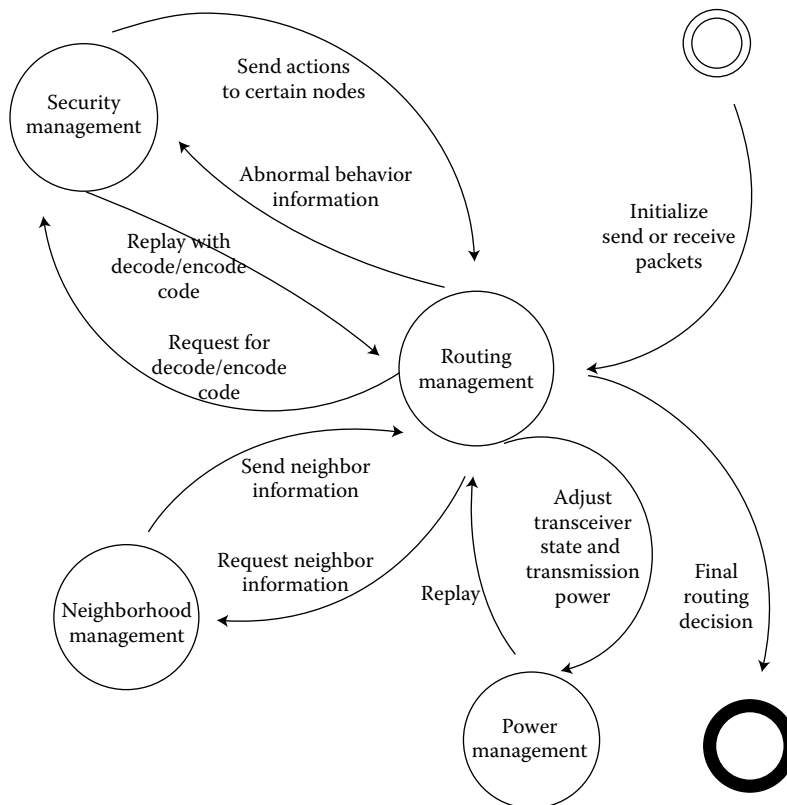 Send actions
to certain nodes
Security
management
Abnormal behavior
information
Initialize
send or receive
packets
Replay with
decode/encode
code
Request for
decode/encode
code
Routing
management
Send neighbor
information
Adjust
transceiver
state and
transmission
power
Request neighbor
information
Replay
Final
routing
decision
Neighborhood
management
Power
management